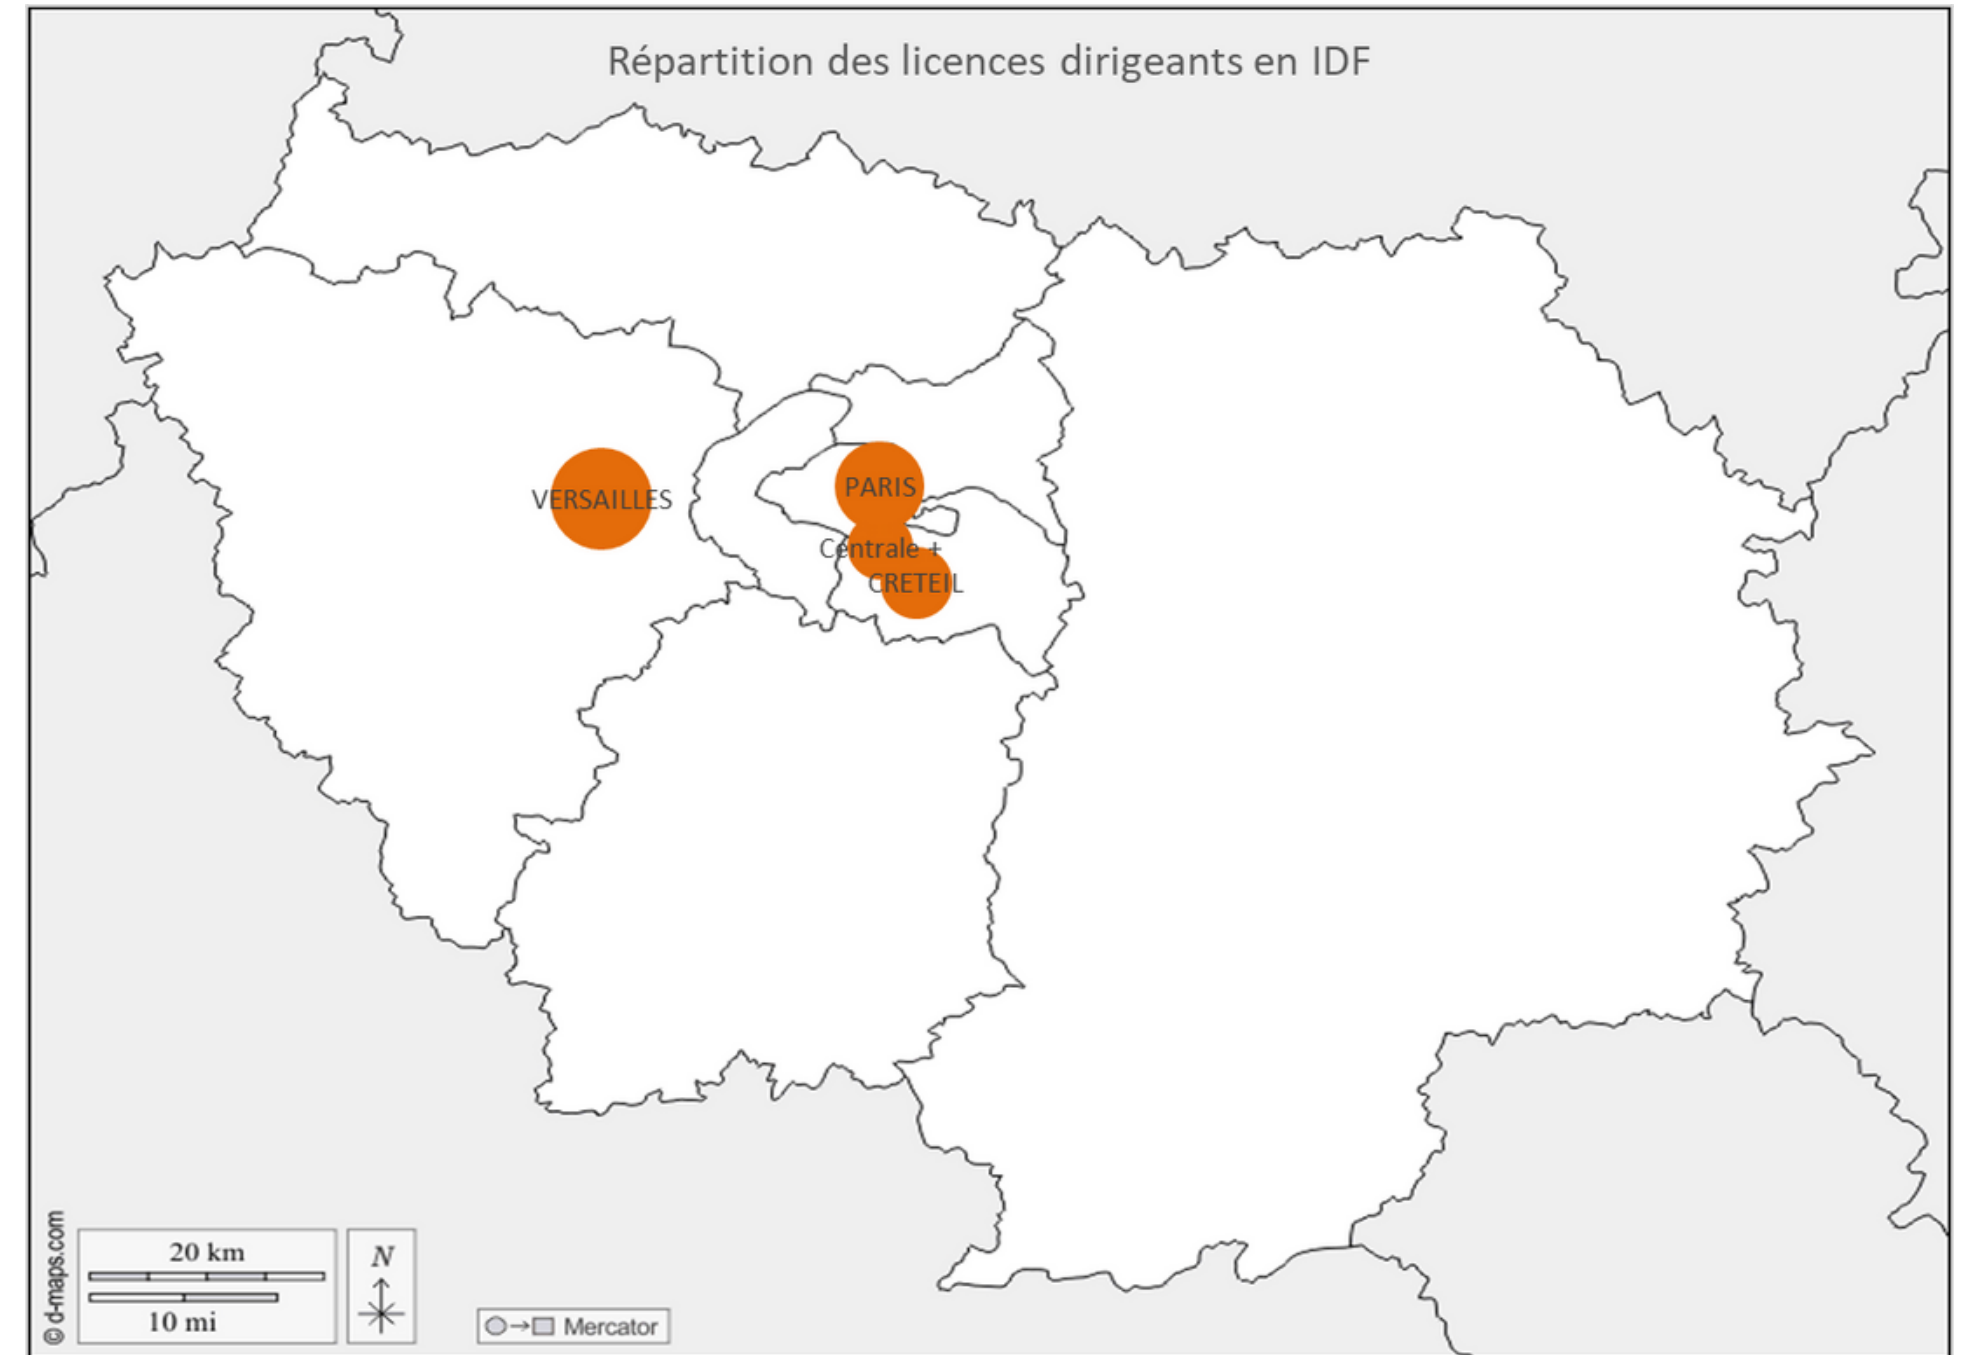 Répartition des licences dirigeants en IDF
VERSAILLES
PARIS
Centrale +
CRETEIL
© d-maps.com
20 km
10 mi
N
Mercator